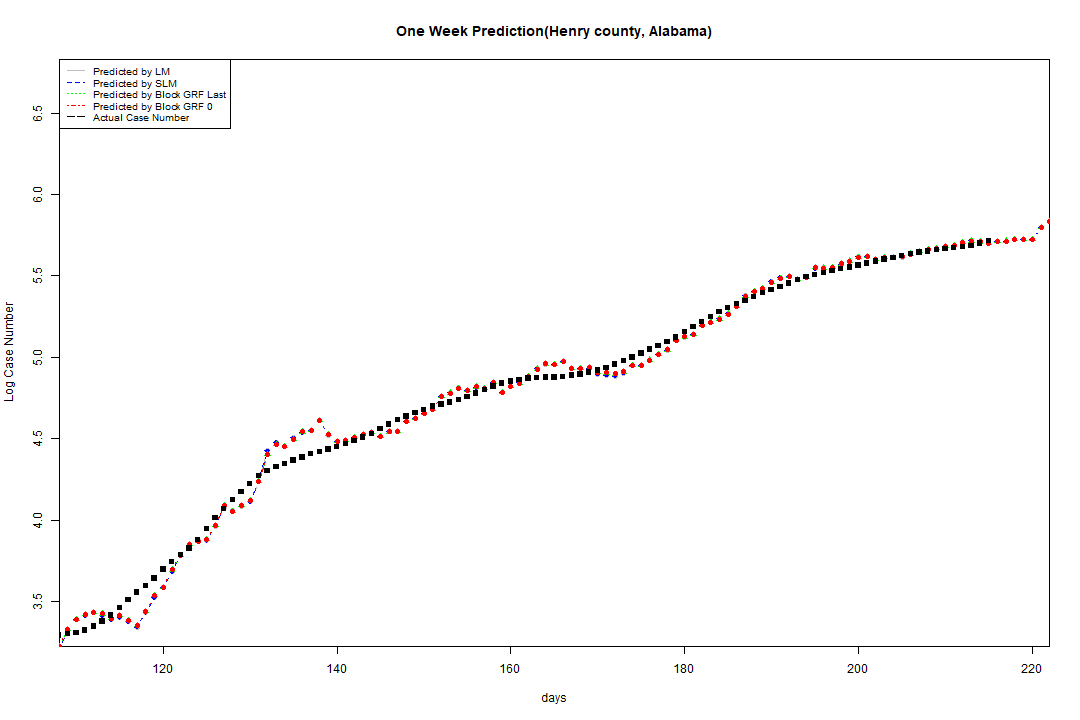 One Week Prediction(Henry county, Alabama)
Predicted by LM
Predicted by SLM
Predicted by Block GRF Last
Predicted by Block GRF 0
Actual Case Number
6.5
6.0
5.5
5.0
4.5
4.0
3.5
Log Case Number
120 140 160 180 200 220
days